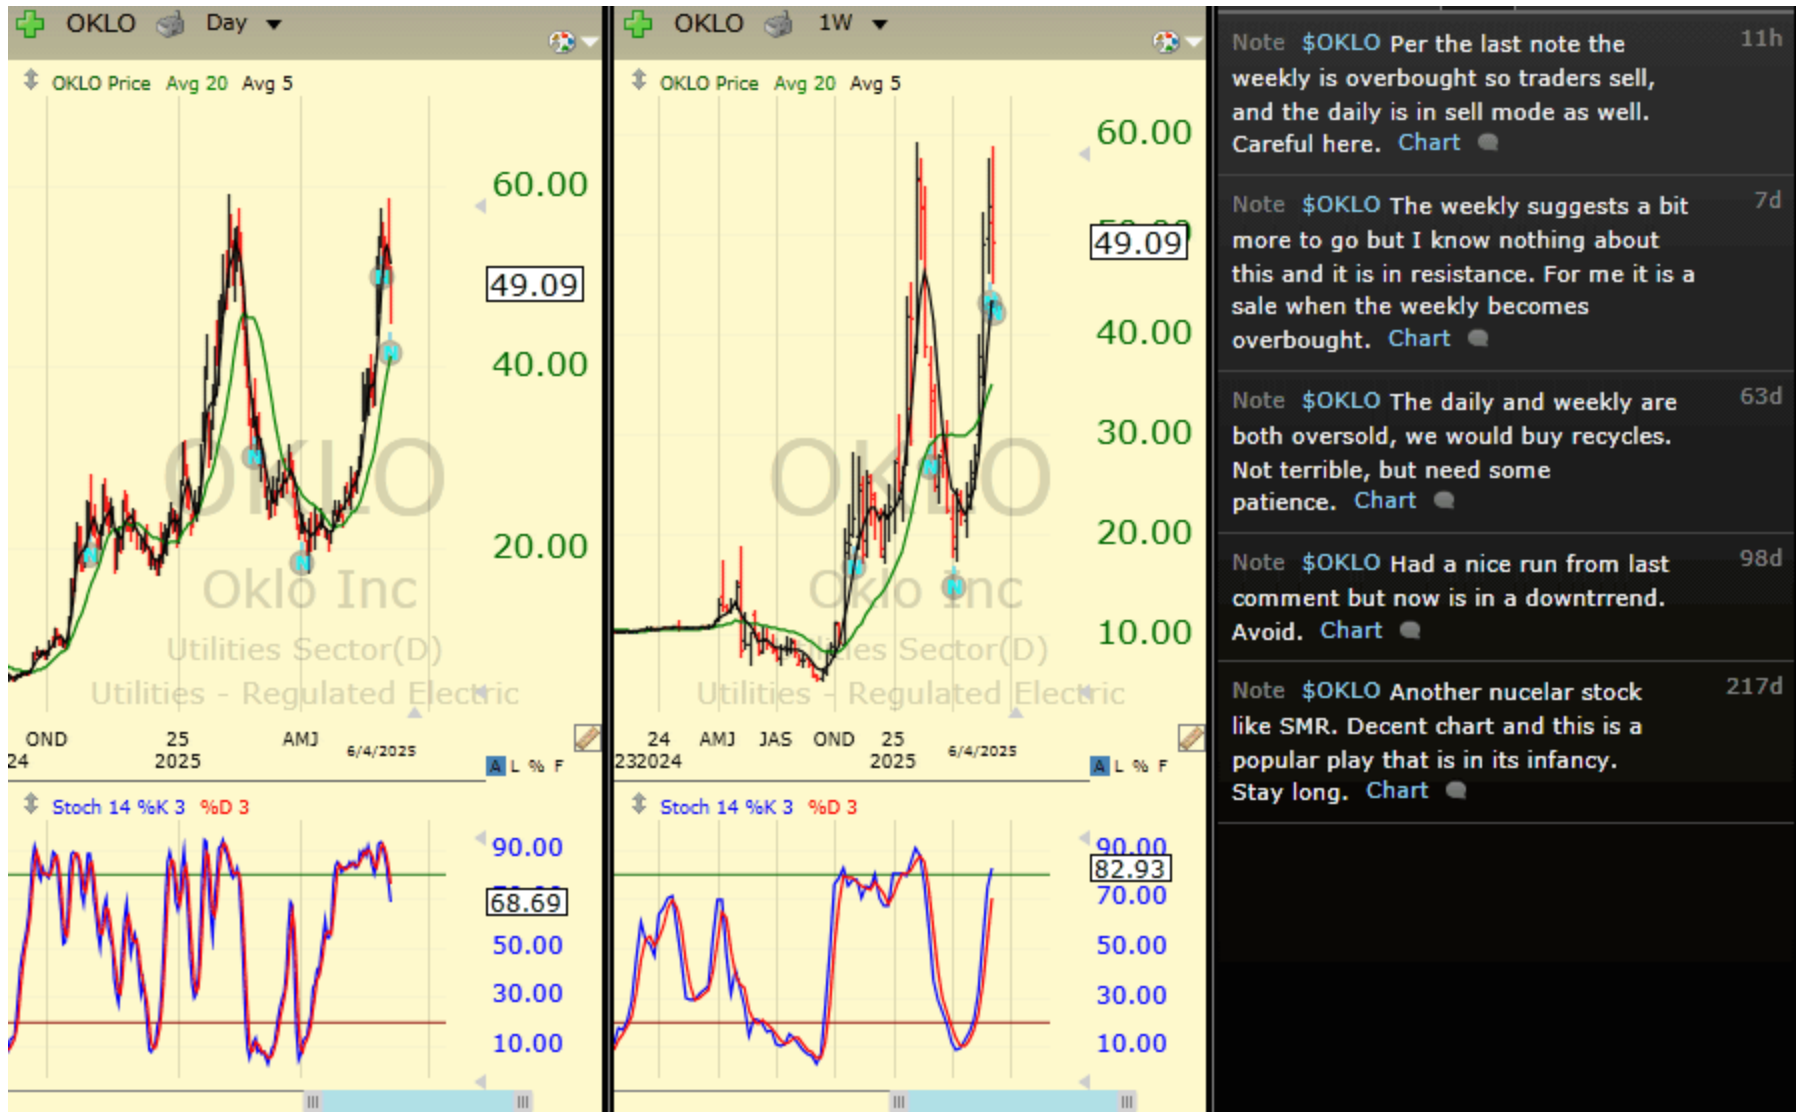 OKLO Day
OKLO Price Avg 20 Avg 5
60.00
49.09
40.00
20.00
OKLO
Oklo Inc
Utilities Sector(D)
Utilities - Regulated Electric
OND 25 AMJ 6/4/2025
24 2025
A L % F
Stoch 14 %K 3 %D 3
90.00
68.69
50.00
30.00
10.00
OKLO 1W
OKLO Price Avg 20 Avg 5
60.00
49.09
40.00
30.00
20.00
10.00
OKLO
Oklo Inc
Utilities Sector(D)
Utilities - Regulated Electric
24 AMJ JAS OND 25 6/4/2025
232024 2025
A L % F
Stoch 14 %K 3 %D 3
90.00
82.93
70.00
50.00
30.00
10.00
Note $OKLO Per the last note the 11h
weekly is overbought so traders sell,
and the daily is in sell mode as well.
Careful here. Chart
Note $OKLO The weekly suggests a bit 7d
more to go but I know nothing about
this and it is in resistance. For me it is a
sale when the weekly becomes
overbought. Chart
Note $OKLO The daily and weekly are 63d
both oversold, we would buy recycles.
Not terrible, but need some
patience. Chart
Note $OKLO Had a nice run from last 98d
comment but now is in a downtrrend.
Avoid. Chart
Note $OKLO Another nucelar stock 217d
like SMR. Decent chart and this is a
popular play that is in its infancy.
Stay long. Chart